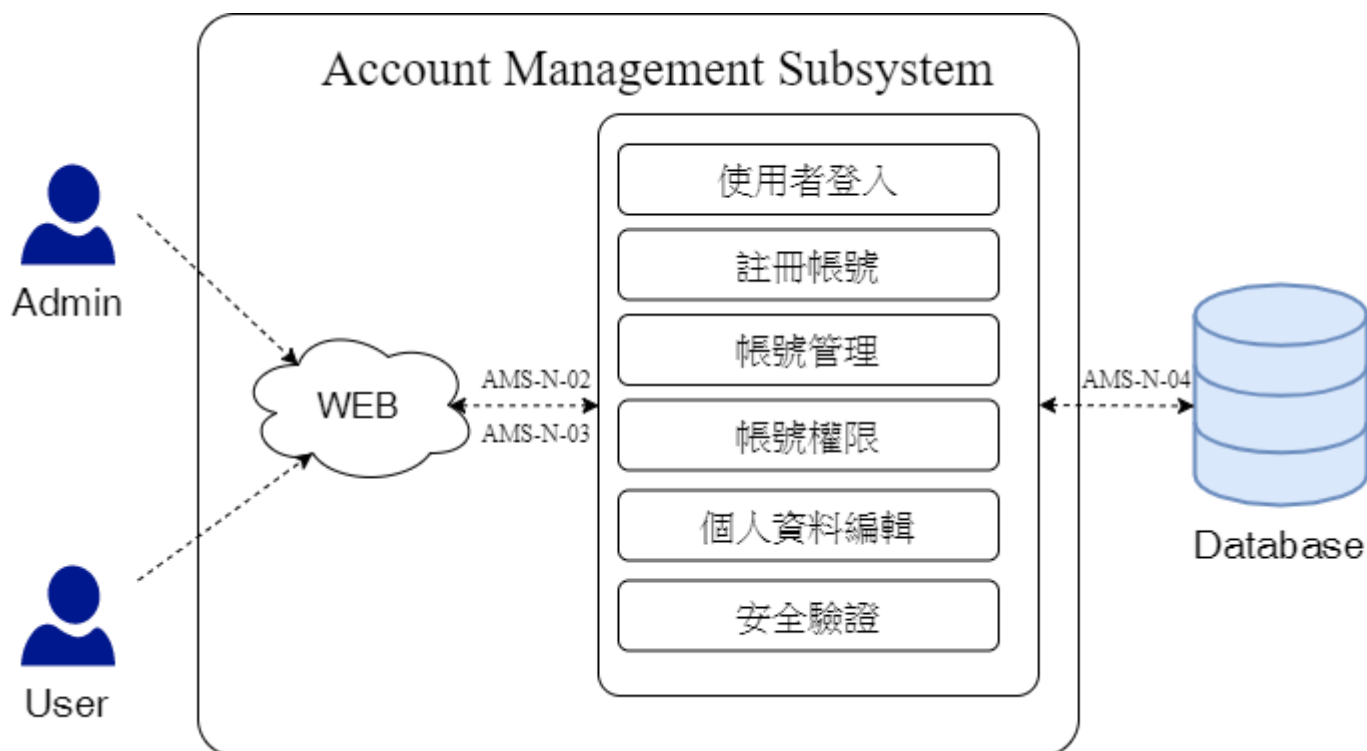 Account Management Subsystem
使用者登入
註冊帳號
帳號管理
帳號權限
個人資料編輯
安全驗證
Admin
User
WEB
AMS-N-02
AMS-N-03
AMS-N-04
Database